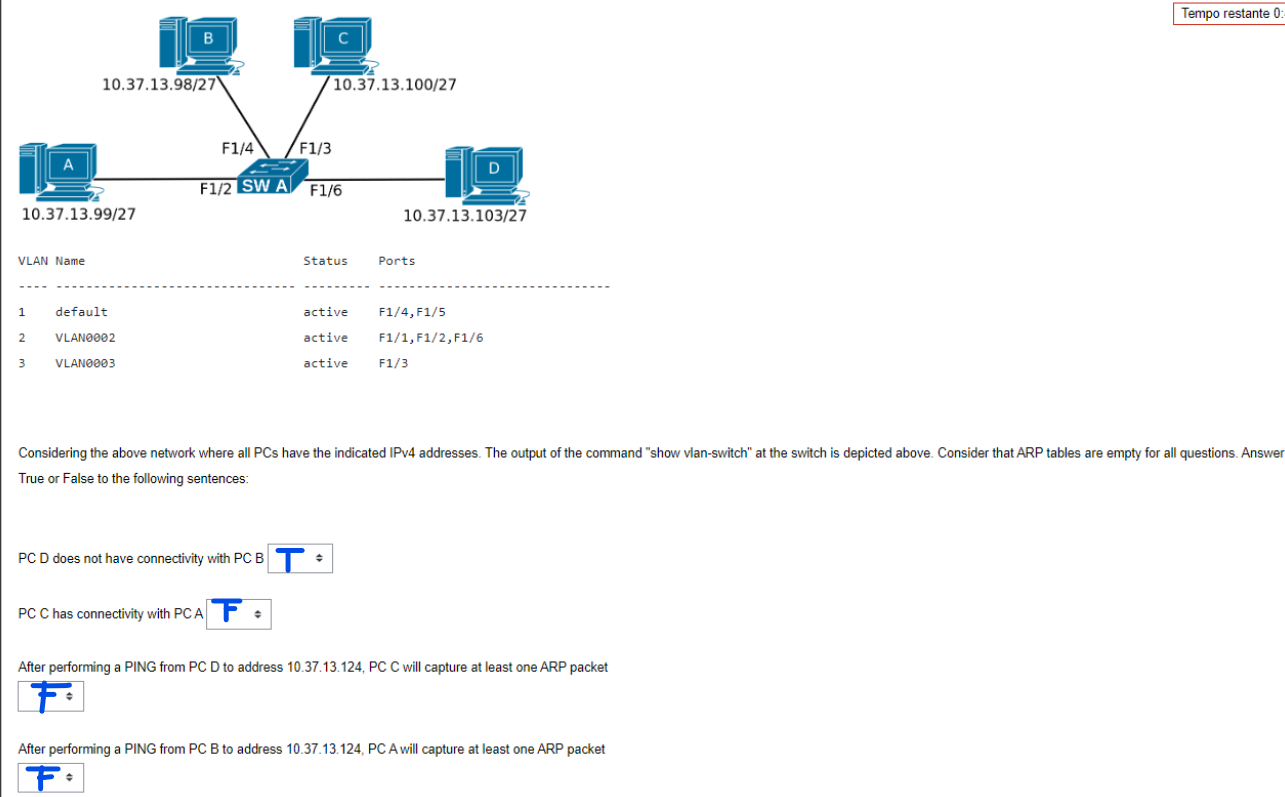 Tempo restante 0:
B
C
10.37.13.98/27
10.37.13.100/27
F1/4
F1/3
A
D
F1/2
SW A
F1/6
10.37.13.99/27
10.37.13.103/27
VLAN Name Status Ports
---- -------------------------------- --------- -------------------------------
1 default active F1/4,F1/5
2 VLAN0002 active F1/1,F1/2,F1/6
3 VLAN0003 active F1/3
Considering the above network where all PCs have the indicated IPv4 addresses. The output of the command "show vlan-switch" at the switch is depicted above. Consider that ARP tables are empty for all questions. Answer
True or False to the following sentences:
PC D does not have connectivity with PC B T
PC C has connectivity with PC A F
After performing a PING from PC D to address 10.37.13.124, PC C will capture at least one ARP packet
F
After performing a PING from PC B to address 10.37.13.124, PC A will capture at least one ARP packet
F